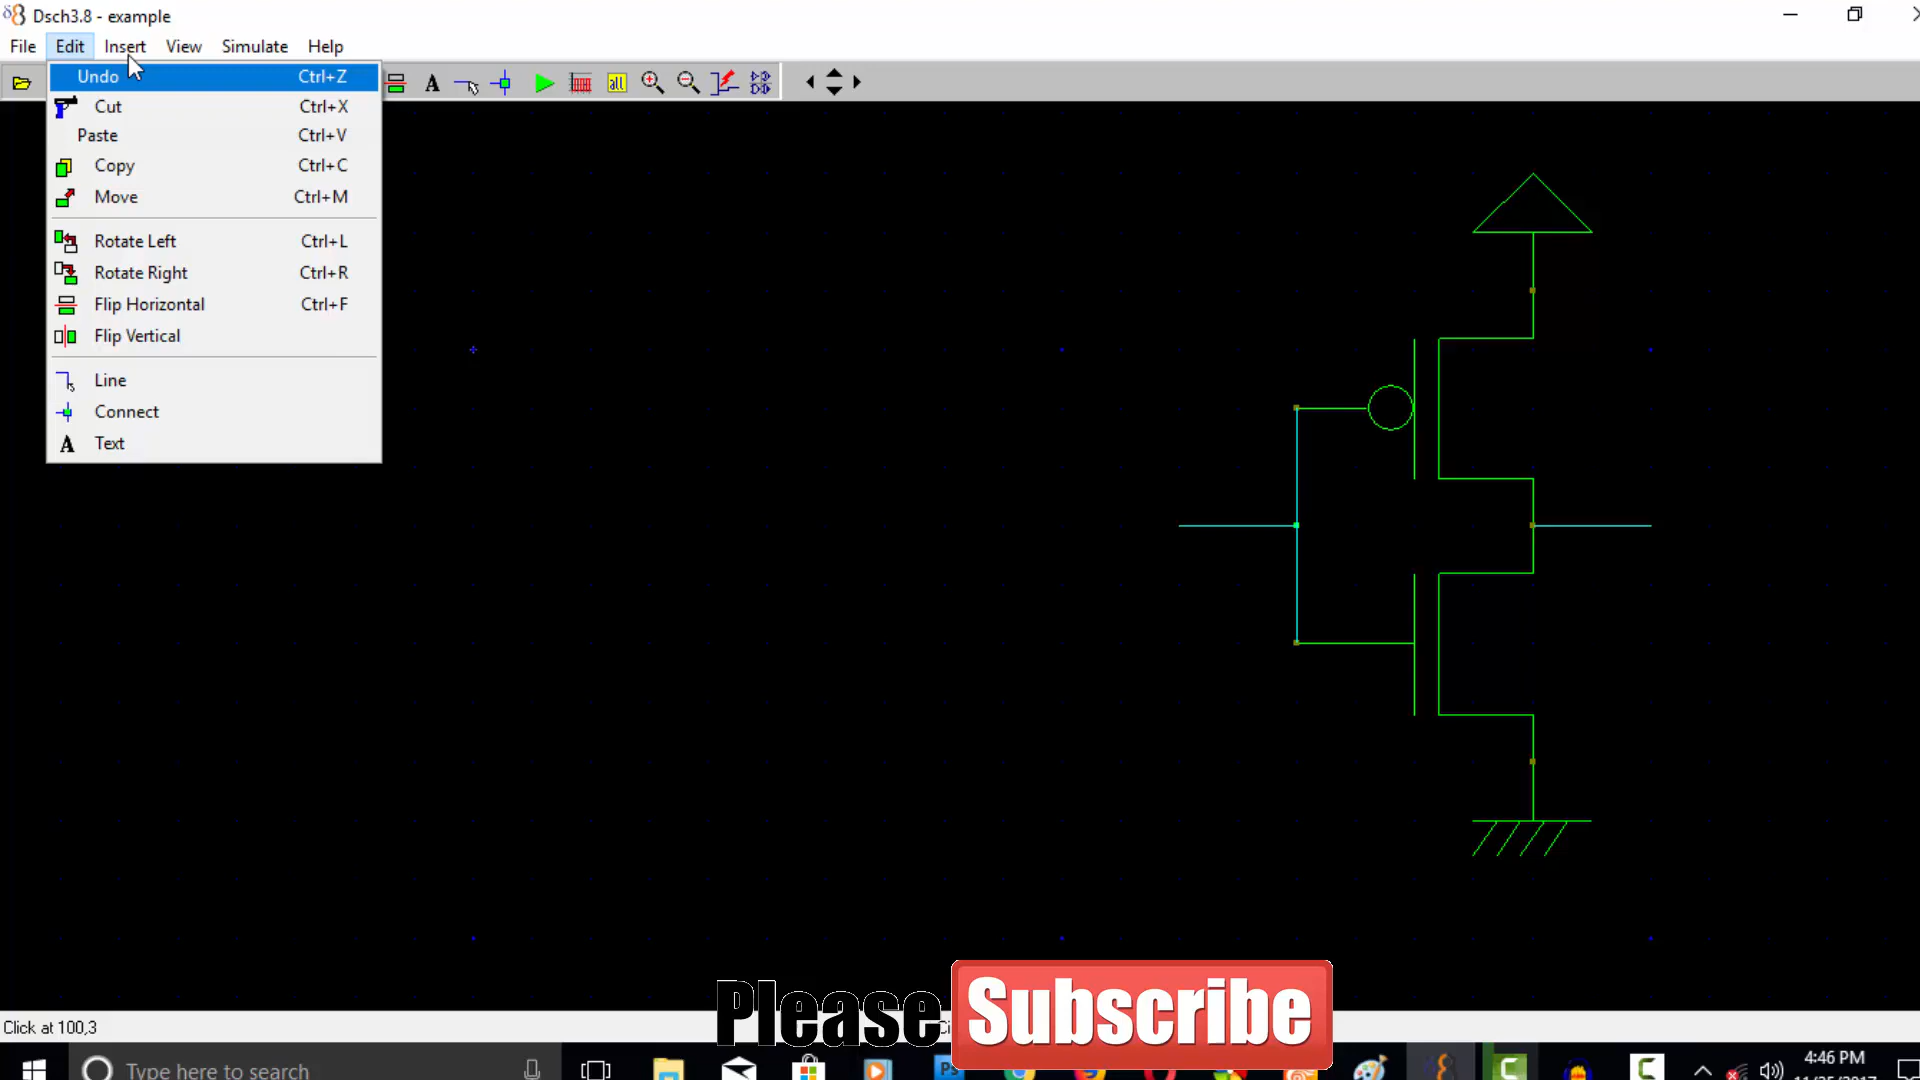 Dsch3.8 - example
File Edit Insert View Simulate Help
Undo Ctrl+Z
Cut Ctrl+X
Paste Ctrl+V
Copy Ctrl+C
Move Ctrl+M
Rotate Left Ctrl+L
Rotate Right Ctrl+R
Flip Horizontal Ctrl+F
Flip Vertical
Line
Connect
A Text
A
all
Click at 100,3
Please Subscribe
Type here to search
4:46 PM